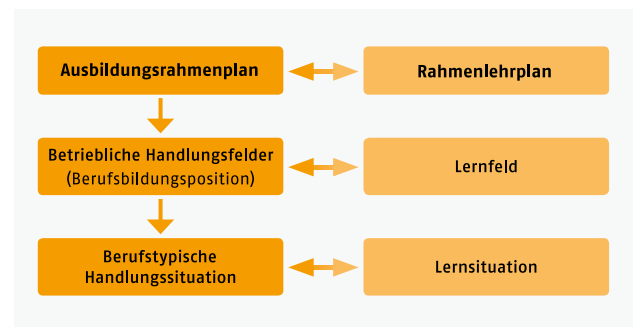 Ausbildungsrahmenplan
Rahmenlehrplan
Betriebliche Handlungsfelder
(Berufsbildungsposition)
Lernfeld
Berufstypische
Handlungssituation
Lernsituation